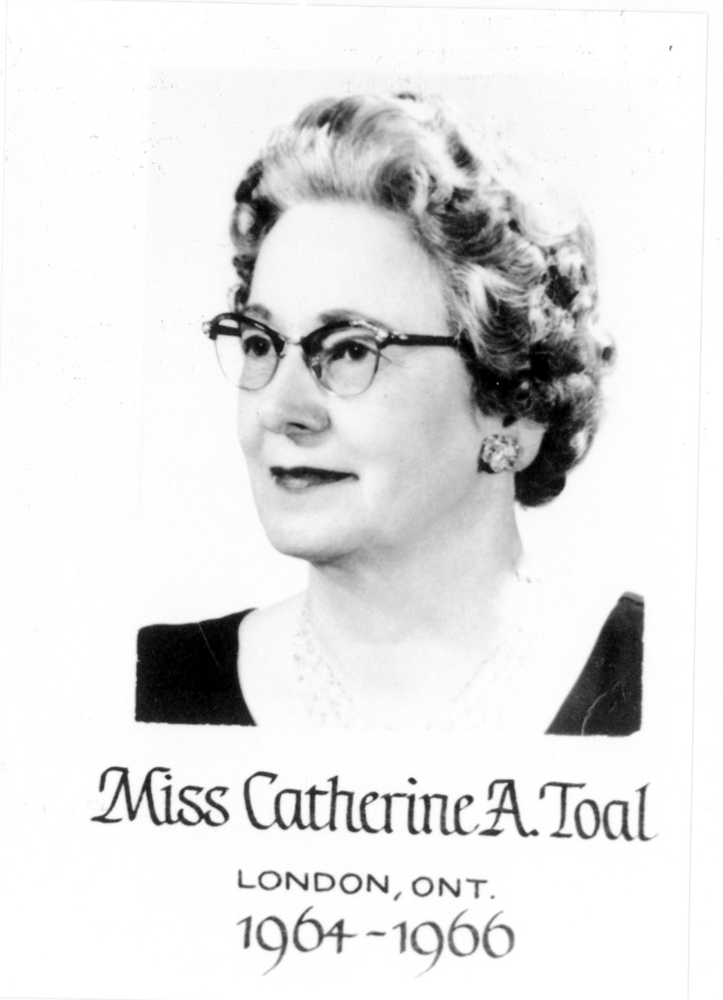 Miss Catherine A. Toal
LONDON, ONT.
1964-1966